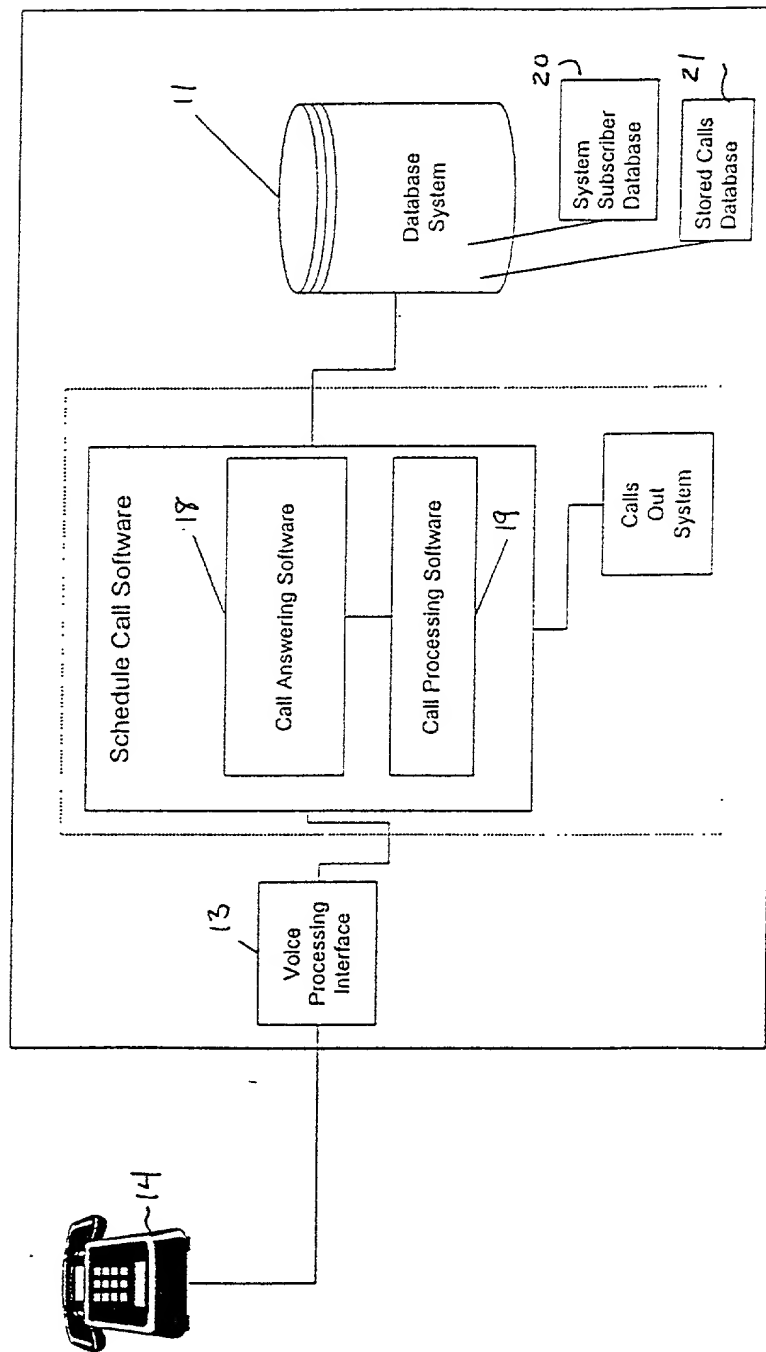 14
13
Voice
Processing
Interface
Schedule Call Software
18
Call Answering Software
Call Processing Software
19
Calls
Out
System
11
Database
System
20
System
Subscriber
Database
21
Stored Calls
Database